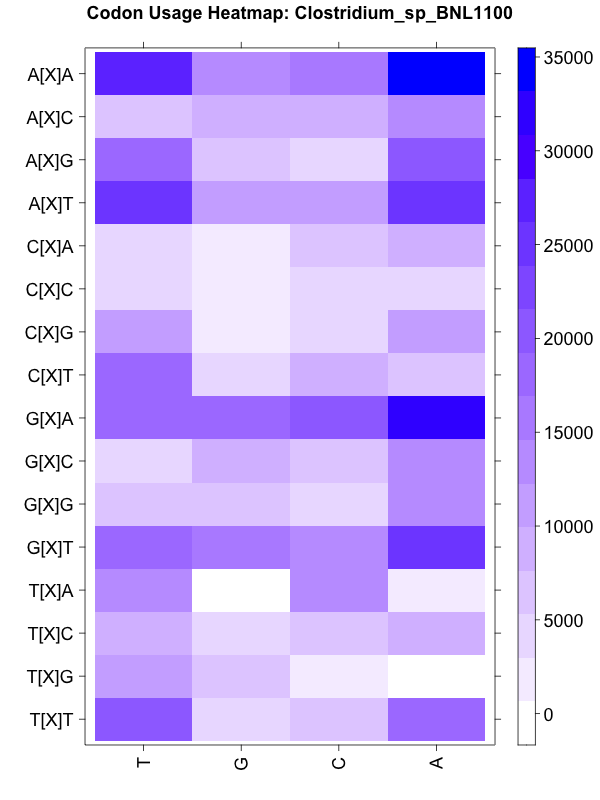 Codon Usage Heatmap: Clostridium_sp_BNL1100
A[X]A
A[X]C
A[X]G
A[X]T
C[X]A
C[X]C
C[X]G
C[X]T
G[X]A
G[X]C
G[X]G
G[X]T
T[X]A
T[X]C
T[X]G
T[X]T
T G C A
35000
30000
25000
20000
15000
10000
5000
0